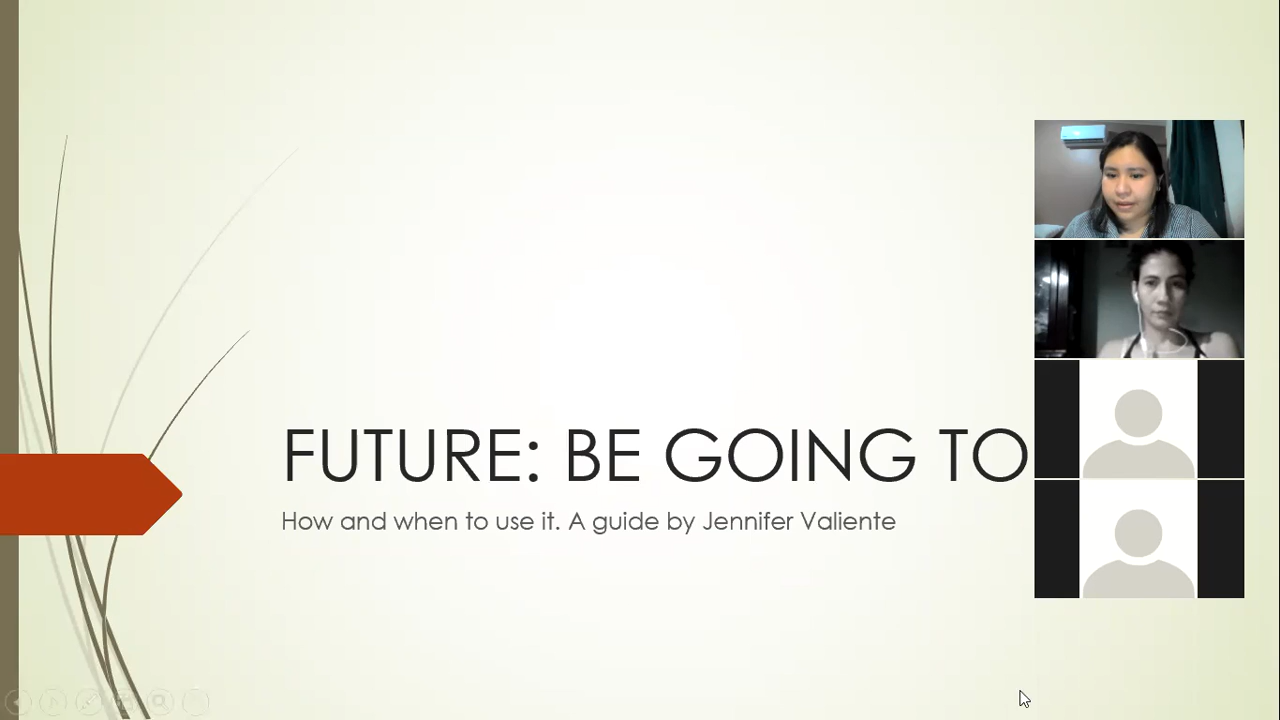 FUTURE: BE GOING TO
How and when to use it. A guide by Jennifer Valiente